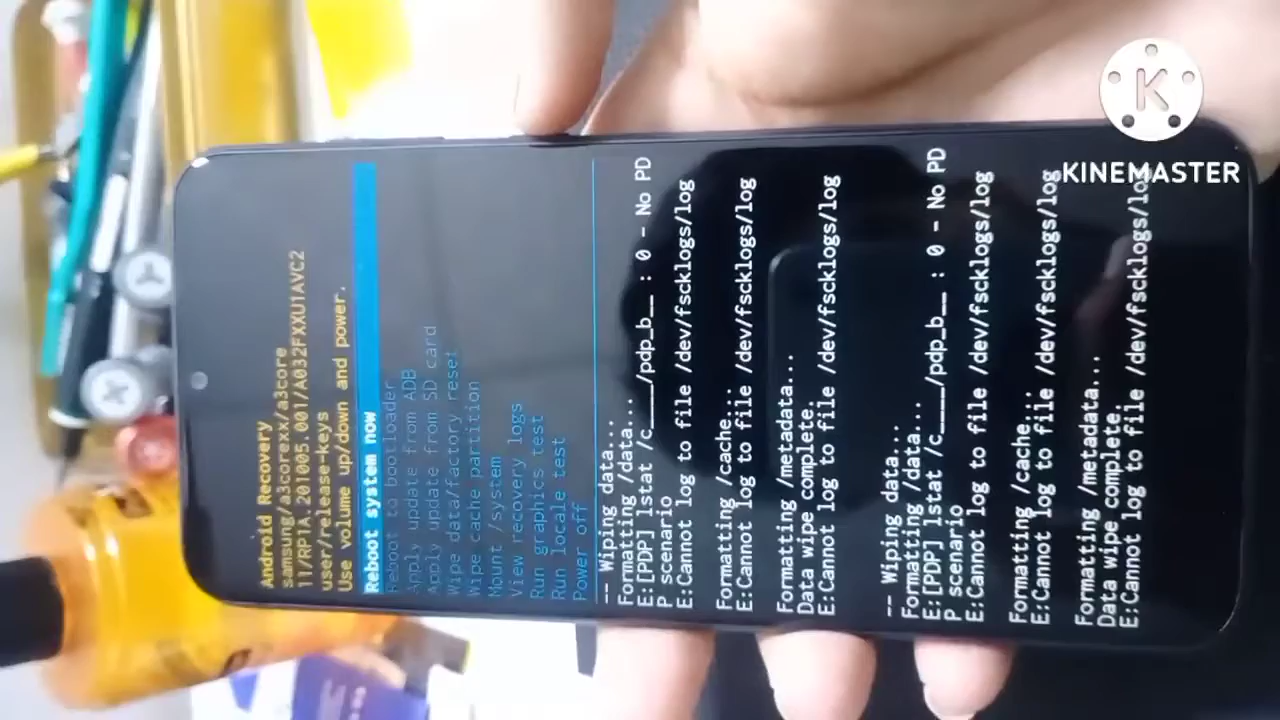 Android Recovery
samsung/a3corexx/a3core
11/RP1A.201005.001/A032FXXU1AVC2
user/release-keys
Use volume up/down and power.
Reboot system now
Reboot to bootloader
Apply update from ADB
Apply update from SD card
Wipe data/factory reset
Wipe cache partition
Mount /system
View recovery logs
Run graphics test
Run locale test
Power off
-- Wiping data...
Formatting /data...
E:[PDP] lstat /c____/pdp_b__ : 0 - No PD
P scenario
E:Cannot log to file /dev/fscklogs/log
Formatting /cache...
E:Cannot log to file /dev/fscklogs/log
Formatting /metadata...
Data wipe complete.
E:Cannot log to file /dev/fscklogs/log
-- Wiping data...
Formatting /data...
E:[PDP] lstat /c____/pdp_b__ : 0 - No PD
P scenario
E:Cannot log to file /dev/fscklogs/log
Formatting /cache...
E:Cannot log to file /dev/fscklogs/log
Formatting /metadata...
Data wipe complete.
E:Cannot log to file /dev/fscklogs/log
K
KINEMASTER